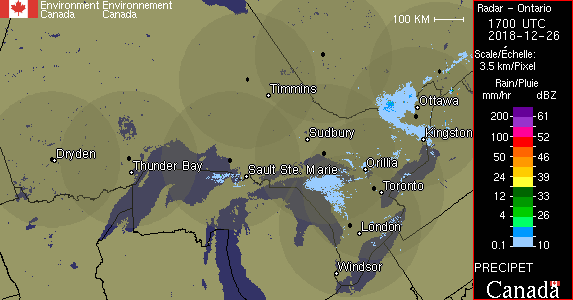 Environment Environnement
Canada Canada
100 KM
Timmins
Ottawa
Sudbury
Kingston
Dryden
Thunder Bay
Sault Ste. Marie
Orillia
Toronto
London
Windsor
Radar - Ontario
1700 UTC
2018-12-26
Scale/Échelle:
3.5 km/Pixel
Rain/Pluie
mm/hr dBZ
200 61
100 52
50 46
24 39
12 33
4 26
0.1 10
PRECIPET
Canada